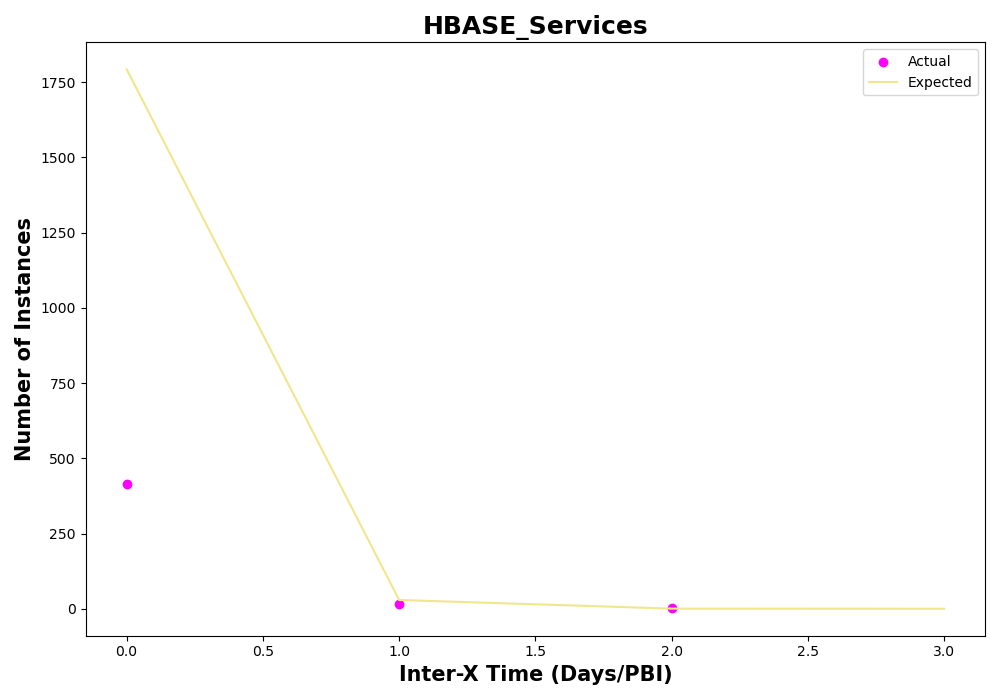 HBASE_Services
Actual
Expected
1750
1500
1250
1000
750
500
250
0
Number of Instances
0.0 0.5 1.0 1.5 2.0 2.5 3.0
Inter-X Time (Days/PBI)